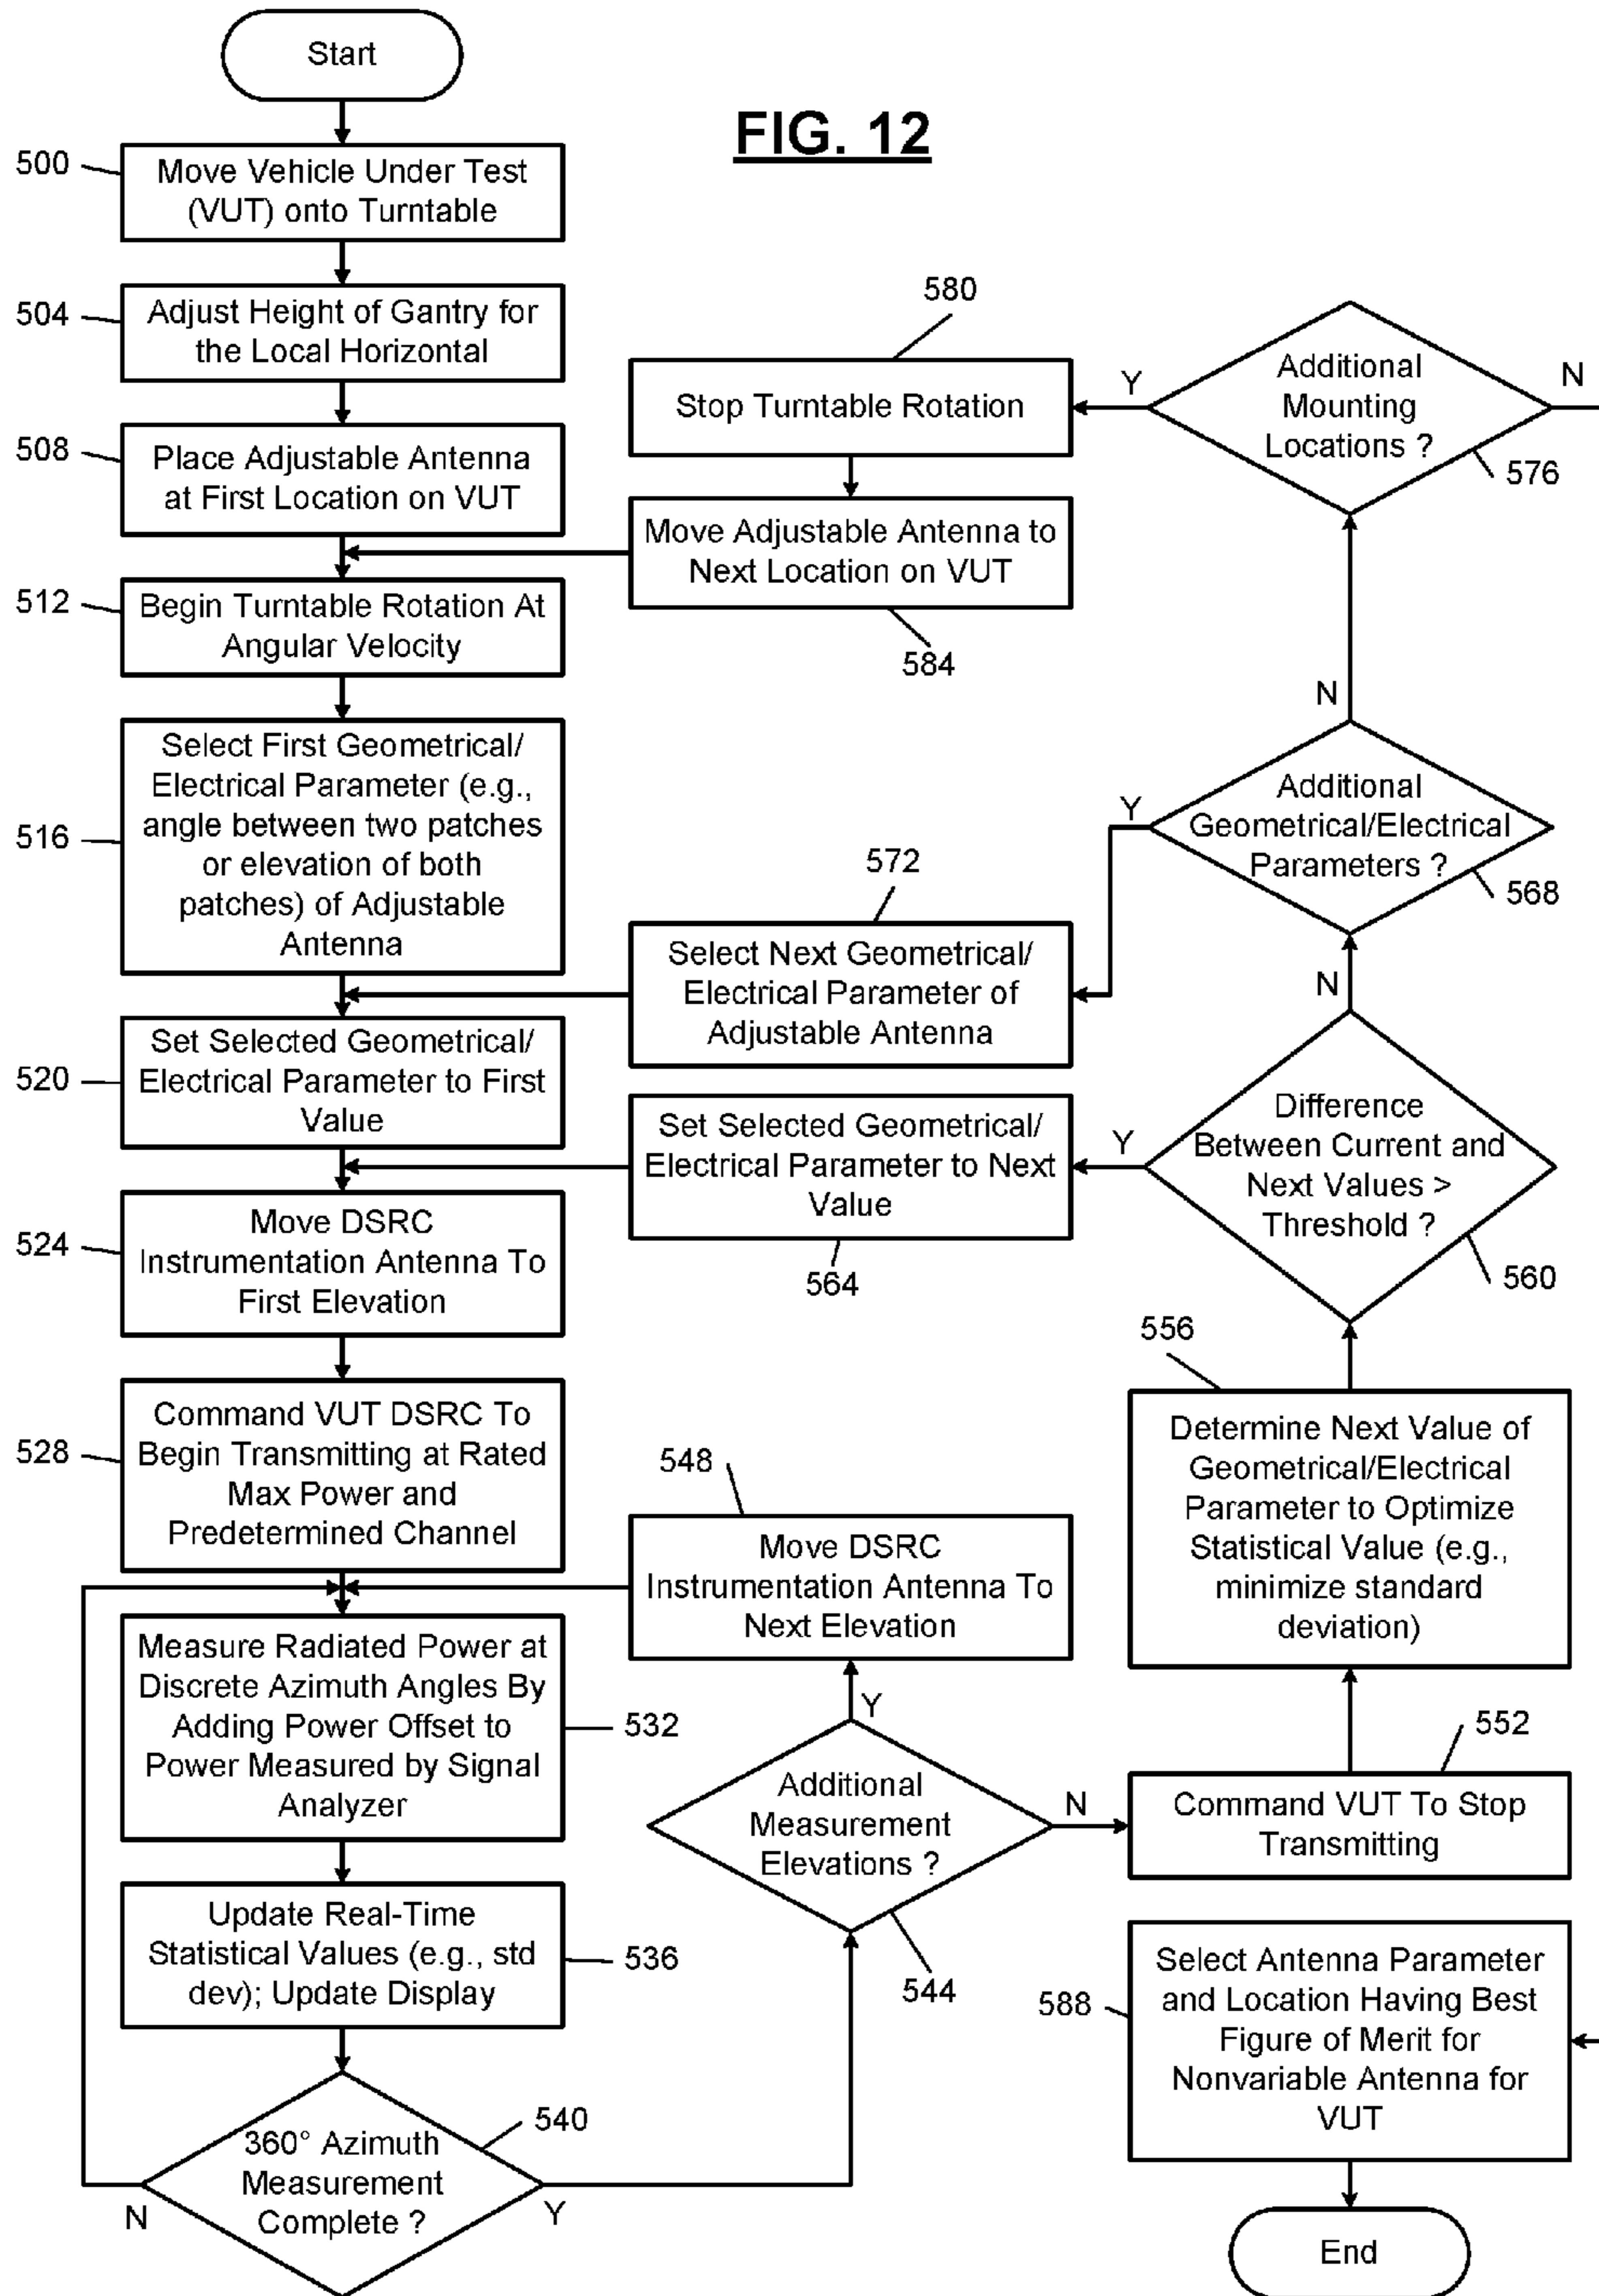 Start
FIG. 12
500
Move Vehicle Under Test
(VUT) onto Turntable
504
Adjust Height of Gantry for
the Local Horizontal
508
Place Adjustable Antenna
at First Location on VUT
512
Begin Turntable Rotation At
Angular Velocity
516
Select First Geometrical/
Electrical Parameter (e.g.,
angle between two patches
or elevation of both
patches) of Adjustable
Antenna
520
Set Selected Geometrical/
Electrical Parameter to First
Value
524
Move DSRC
Instrumentation Antenna To
First Elevation
528
Command VUT DSRC To
Begin Transmitting at Rated
Max Power and
Predetermined Channel
Measure Radiated Power at
Discrete Azimuth Angles By
Adding Power Offset to
Power Measured by Signal
Analyzer
532
Update Real-Time
Statistical Values (e.g., std
dev); Update Display
536
360° Azimuth
Measurement
Complete ?
540
N
Y
580
Stop Turntable Rotation
Move Adjustable Antenna to
Next Location on VUT
584
572
Select Next Geometrical/
Electrical Parameter of
Adjustable Antenna
Set Selected Geometrical/
Electrical Parameter to Next
Value
564
548
Move DSRC
Instrumentation Antenna To
Next Elevation
Y
Additional
Measurement
Elevations ?
544
N
Additional
Mounting
Locations ?
Y
N
576
N
Additional
Geometrical/Electrical
Parameters ?
Y
568
N
Difference
Between Current and
Next Values >
Threshold ?
Y
560
556
Determine Next Value of
Geometrical/Electrical
Parameter to Optimize
Statistical Value (e.g.,
minimize standard
deviation)
552
Command VUT To Stop
Transmitting
588
Select Antenna Parameter
and Location Having Best
Figure of Merit for
Nonvariable Antenna for
VUT
End